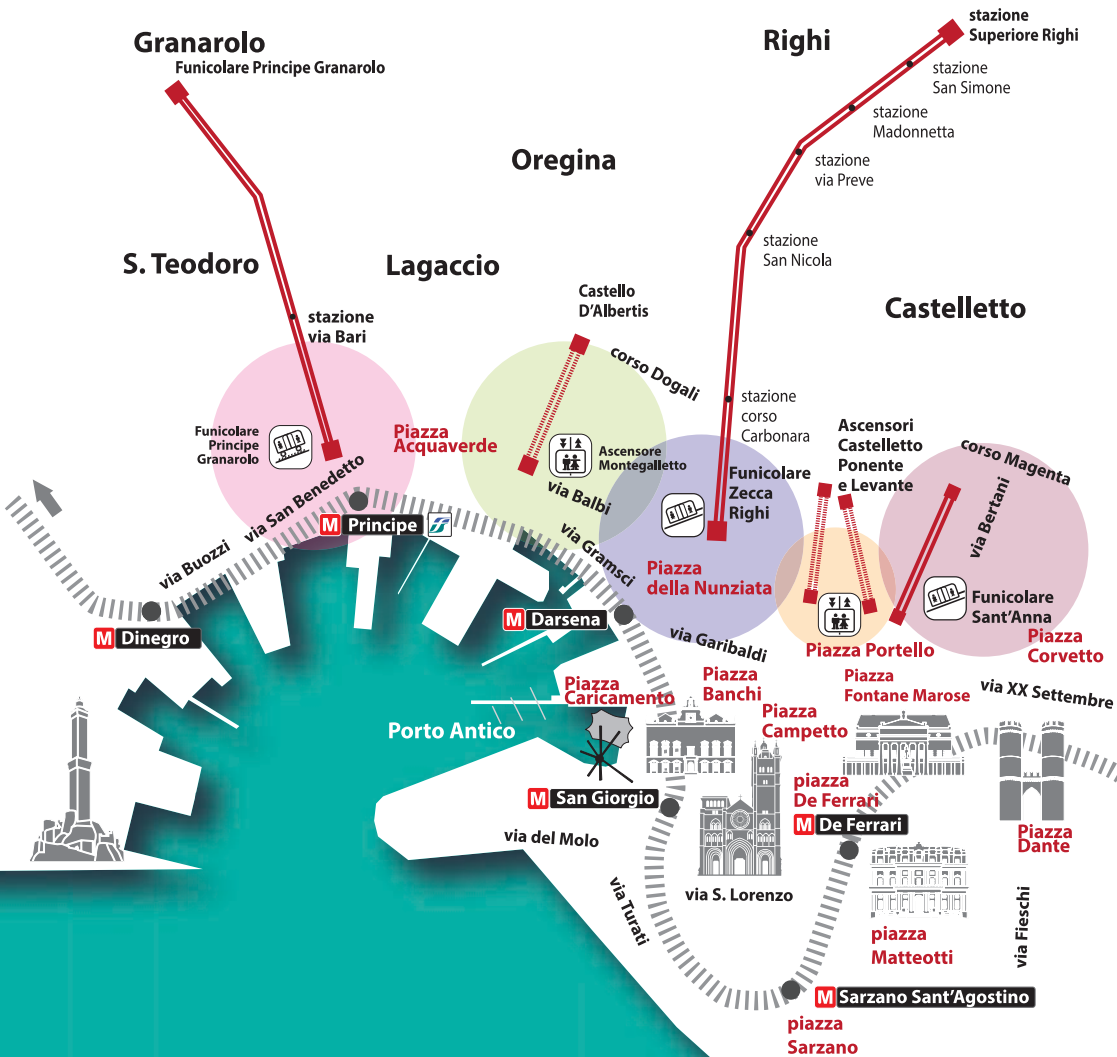 stazione
Superiore Righi
Granarolo
Funicolare Principe Granarolo
Righi
stazione
San Simone
stazione
Madonnetta
Oregina
stazione
via Preve
stazione
San Nicola
S. Teodoro
Lagaccio
Castello
D'Albertis
Castelletto
stazione
via Bari
corso Dogali
stazione
corso
Carbonara
Funicolare
Principe
Granarolo
Piazza
Acquaverde
Ascensore
Montegalletto
via Balbi
Funicolare
Zecca
Righi
Ascensori
Castelletto
Ponente
e Levante
corso Magenta
via Bertani
via San Benedetto
M Principe
via Buozzi
via Gramsci
Piazza
della Nunziata
Funicolare
Sant'Anna
M Dinegro
M Darsena
via Garibaldi
Piazza Portello
Piazza
Corvetto
Piazza
Caricamento
Piazza
Banchi
Piazza
Fontane Marose
via XX Settembre
Porto Antico
Piazza
Campetto
M San Giorgio
piazza
De Ferrari
M De Ferrari
via del Molo
Piazza
Dante
via S. Lorenzo
via Turati
via Fieschi
piazza
Matteotti
M Sarzano Sant'Agostino
piazza
Sarzano